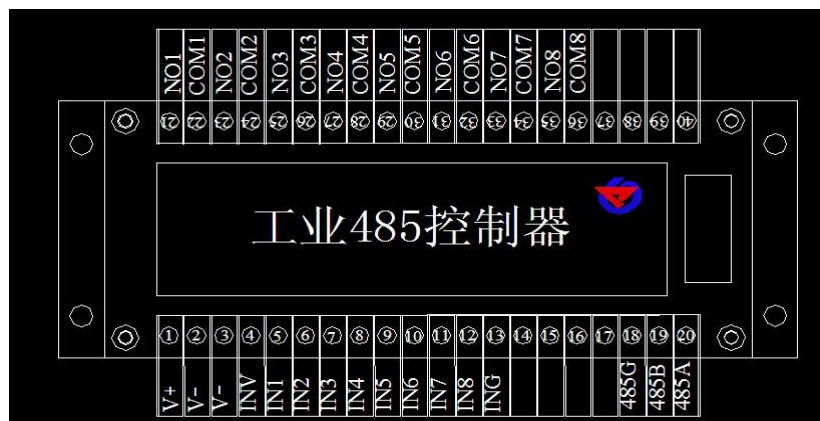 NO1 COM1 NO2 COM2 NO3 COM3 NO4 COM4 NO5 COM5 NO6 COM6 NO7 COM7 NO8 COM8
21 22 23 24 25 26 27 28 29 30 31 32 33 34 35 36 37 38 39 40
工业485控制器
1 2 3 4 5 6 7 8 9 10 11 12 13 14 15 16 17 18 19 20
V+ V- V- INV IN1 IN2 IN3 IN4 IN5 IN6 IN7 IN8 ING 485G 485B 485A